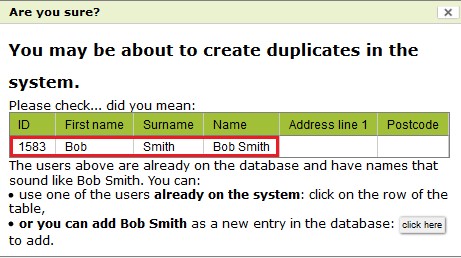 Are you sure?
You may be about to create duplicates in the
system.
Please check... did you mean:
ID First name Surname Name Address line 1 Postcode
1583 Bob Smith Bob Smith
The users above are already on the database and have names that
sound like Bob Smith. You can:
• use one of the users already on the system: click on the row of the
table,
• or you can add Bob Smith as a new entry in the database: click here
to add.